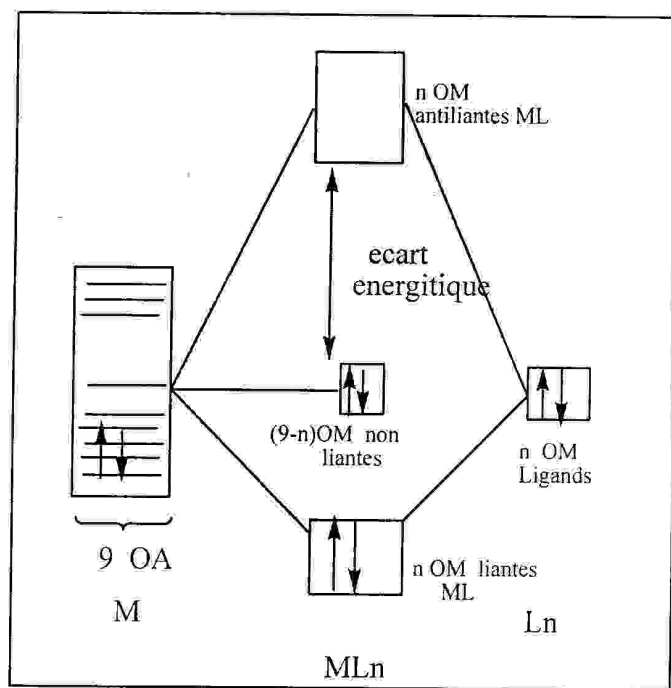 n OM
antiliantes ML
ecart
energitique
(9-n)OM non
liantes
n OM
Ligands
9 OA
n OM liantes
ML
M
Ln
MLn